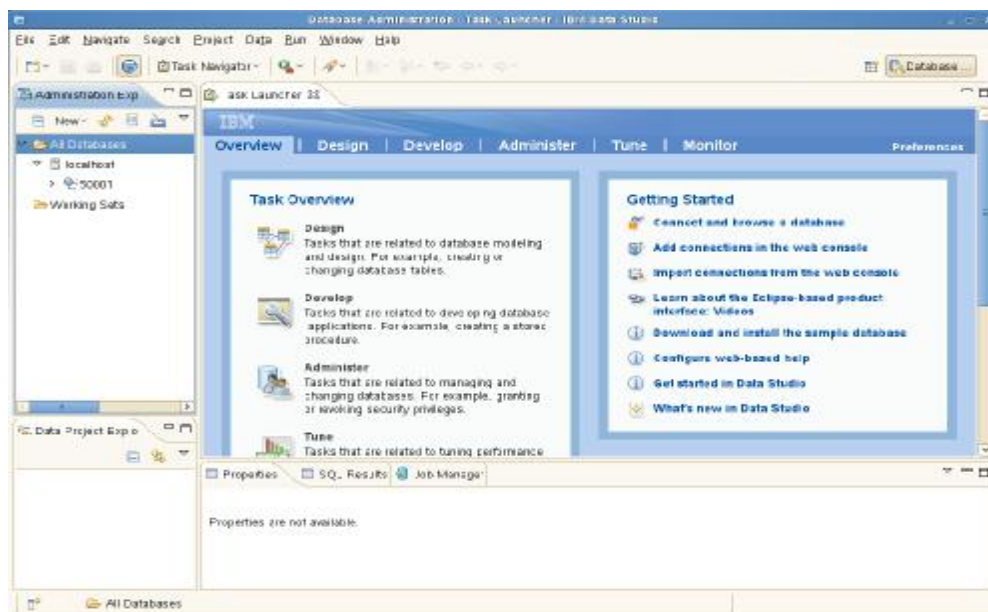 Database Administration - Task Launcher - IBM Data Studio
File Edit Navigate Search Project Data Run Window Help
Task Navigator
Database ...
Administration Exp
ask Launcher
New
IBM
All Databases
Overview | Design | Develop | Administer | Tune | Monitor
Preferences
localhost
50001
Working Sets
Task Overview
Design
Tasks that are related to database modeling
and design. For example, creating or
changing database tables.
Develop
Tasks that are related to developing database
applications. For example, creating a stored
procedure.
Administer
Tasks that are related to managing and
changing databases. For example, granting
or revoking security privileges.
Tune
Tasks that are related to tuning performance
Getting Started
Connect and browse a database
Add connections in the web console
Import connections from the web console
Learn about the Eclipse-based product
interface: Videos
Download and install the sample database
Configure web-based help
Get started in Data Studio
What's new in Data Studio
Data Project Explo
Properties
SQL Results
Job Manager
Properties are not available.
All Databases